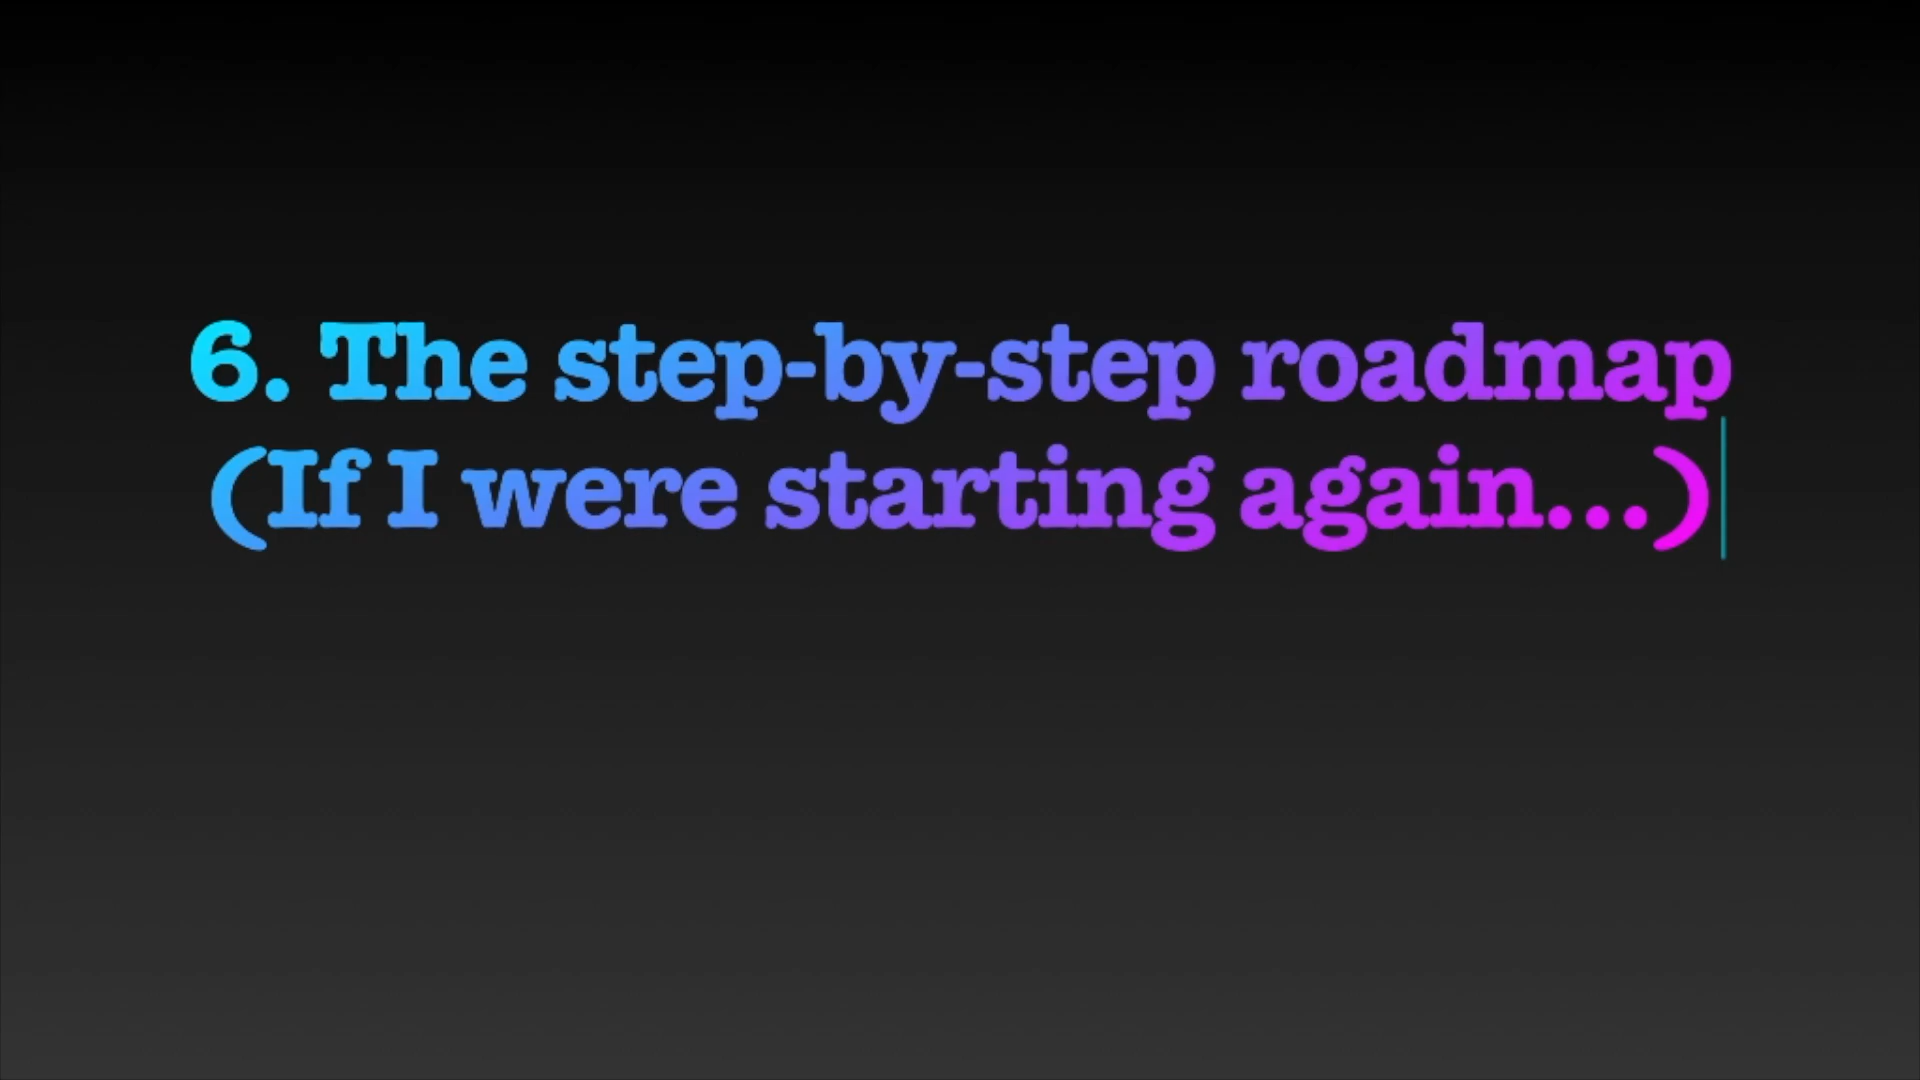 6. The step-by-step roadmap
(If I were starting again...)